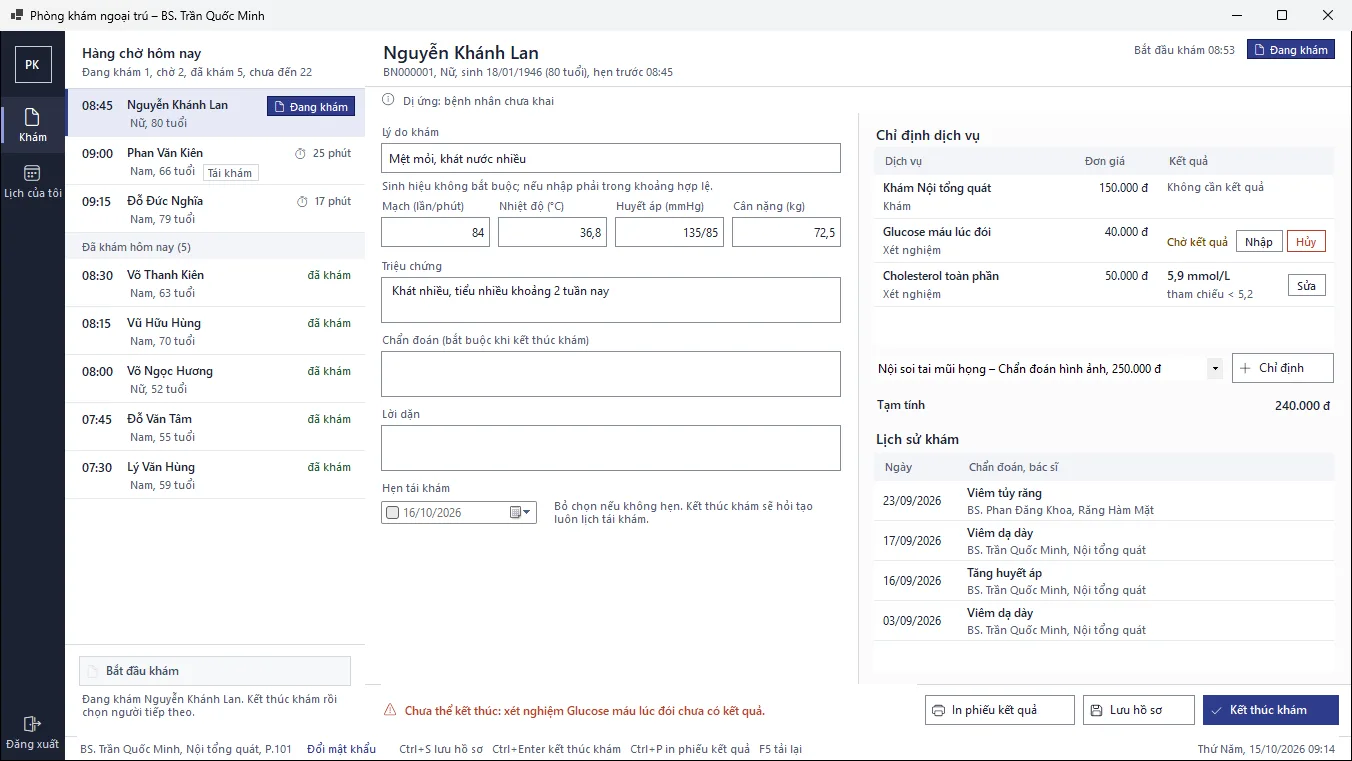 Phòng khám ngoại trú – BS. Trần Quốc Minh
PK
Khám
Lịch của tôi
Đăng xuất
Hàng chờ hôm nay
Đang khám 1, chờ 2, đã khám 5, chưa đến 22
08:45 Nguyễn Khánh Lan Đang khám
Nữ, 80 tuổi
09:00 Phan Văn Kiên 25 phút
Nam, 66 tuổi Tái khám
09:15 Đỗ Đức Nghĩa 17 phút
Nam, 79 tuổi
Đã khám hôm nay (5)
08:30 Võ Thanh Kiên đã khám
Nam, 63 tuổi
08:15 Vũ Hữu Hùng đã khám
Nam, 70 tuổi
08:00 Võ Ngọc Hương đã khám
Nữ, 52 tuổi
07:45 Đỗ Văn Tâm đã khám
Nam, 55 tuổi
07:30 Lý Văn Hùng đã khám
Nam, 59 tuổi
Bắt đầu khám
Đang khám Nguyễn Khánh Lan. Kết thúc khám rồi
chọn người tiếp theo.
Nguyễn Khánh Lan
BN000001, Nữ, sinh 18/01/1946 (80 tuổi), hẹn trước 08:45
Bắt đầu khám 08:53 Đang khám
Dị ứng: bệnh nhân chưa khai
Lý do khám
Mệt mỏi, khát nước nhiều
Sinh hiệu không bắt buộc; nếu nhập phải trong khoảng hợp lệ.
Mạch (lần/phút) Nhiệt độ (°C) Huyết áp (mmHg) Cân nặng (kg)
84 36,8 135/85 72,5
Triệu chứng
Khát nhiều, tiểu nhiều khoảng 2 tuần nay
Chẩn đoán (bắt buộc khi kết thúc khám)
Lời dặn
Hẹn tái khám
16/10/2026
Bỏ chọn nếu không hẹn. Kết thúc khám sẽ hỏi tạo
luôn lịch tái khám.
Chỉ định dịch vụ
Dịch vụ Đơn giá Kết quả
Khám Nội tổng quát 150.000 đ Không cần kết quả
Khám
Glucose máu lúc đói 40.000 đ Chờ kết quả Nhập Hủy
Xét nghiệm
Cholesterol toàn phần 50.000 đ 5,9 mmol/L Sửa
Xét nghiệm tham chiếu < 5,2
Nội soi tai mũi họng – Chẩn đoán hình ảnh, 250.000 đ Chỉ định
Tạm tính 240.000 đ
Lịch sử khám
Ngày Chẩn đoán, bác sĩ
23/09/2026 Viêm tủy răng
BS. Phan Đăng Khoa, Răng Hàm Mặt
17/09/2026 Viêm dạ dày
BS. Trần Quốc Minh, Nội tổng quát
16/09/2026 Tăng huyết áp
BS. Trần Quốc Minh, Nội tổng quát
03/09/2026 Viêm dạ dày
BS. Trần Quốc Minh, Nội tổng quát
Chưa thể kết thúc: xét nghiệm Glucose máu lúc đói chưa có kết quả.
In phiếu kết quả Lưu hồ sơ Kết thúc khám
BS. Trần Quốc Minh, Nội tổng quát, P.101 Đổi mật khẩu Ctrl+S lưu hồ sơ Ctrl+Enter kết thúc khám Ctrl+P in phiếu kết quả F5 tải lại Thứ Năm, 15/10/2026 09:14